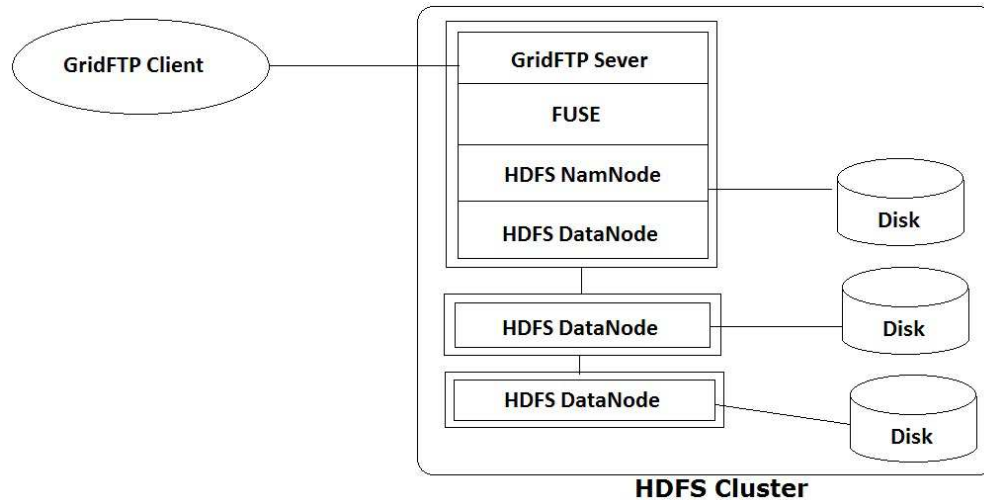 GridFTP Client
GridFTP Sever
FUSE
HDFS NamNode
HDFS DataNode
Disk
HDFS DataNode
Disk
HDFS DataNode
Disk
HDFS Cluster